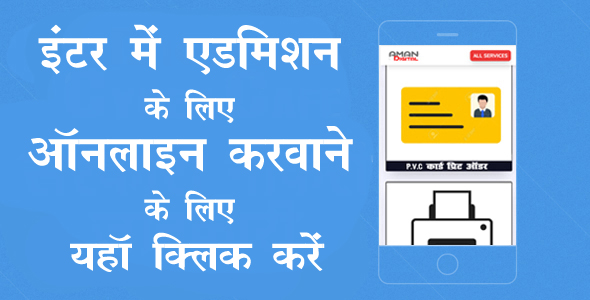 इंटर में एडमिशन
के लिए
ऑनलाइन करवाने
के लिए
यहॉ क्लिक करें
AMAN
DIGITAL
ALL SERVICES
P.V.C कार्ड प्रिंट ऑर्डर